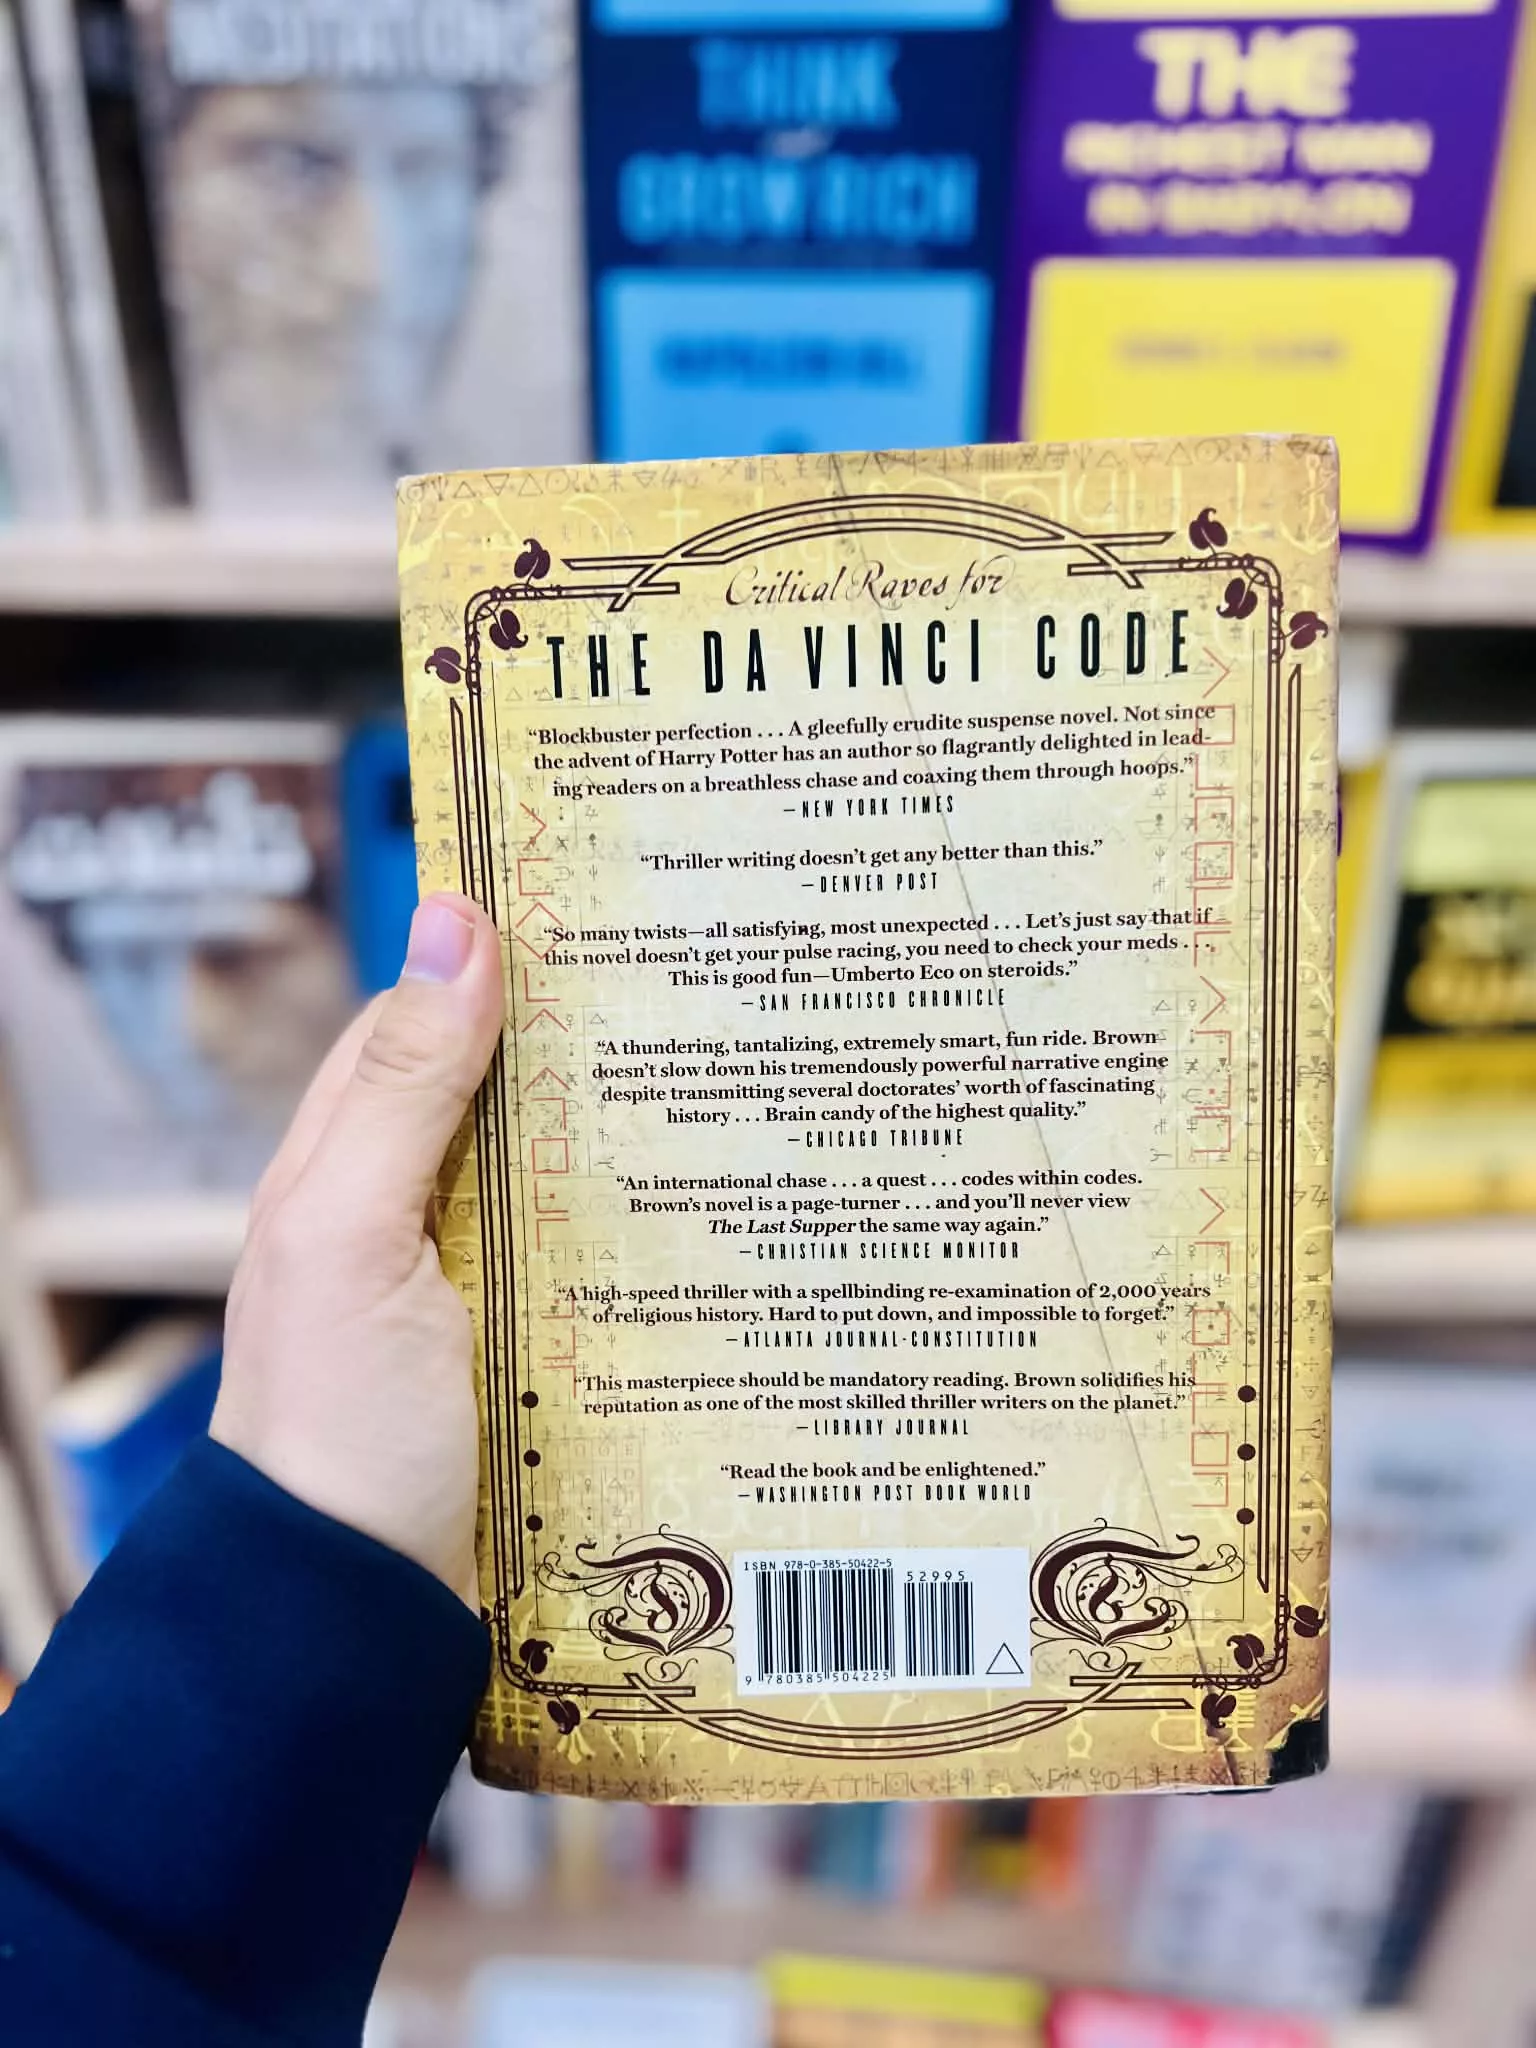 MEDITATIONS
THINK
GROW RICH
THE
RICHEST MAN
IN BABYLON
Critical Raves for
THE DA VINCI CODE
“Blockbuster perfection . . . A gleefully erudite suspense novel. Not since
the advent of Harry Potter has an author so flagrantly delighted in lead-
ing readers on a breathless chase and coaxing them through hoops.”
—NEW YORK TIMES
“Thriller writing doesn’t get any better than this.”
—DENVER POST
“So many twists—all satisfying, most unexpected . . . Let’s just say that if
this novel doesn’t get your pulse racing, you need to check your meds . . .
This is good fun—Umberto Eco on steroids.”
—SAN FRANCISCO CHRONICLE
“A thundering, tantalizing, extremely smart, fun ride. Brown
doesn’t slow down his tremendously powerful narrative engine
despite transmitting several doctorates’ worth of fascinating
history . . . Brain candy of the highest quality.”
—CHICAGO TRIBUNE
“An international chase . . . a quest . . . codes within codes.
Brown’s novel is a page-turner . . . and you’ll never view
The Last Supper the same way again.”
—CHRISTIAN SCIENCE MONITOR
“A high-speed thriller with a spellbinding re-examination of 2,000 years
of religious history. Hard to put down, and impossible to forget.”
—ATLANTA JOURNAL-CONSTITUTION
“This masterpiece should be mandatory reading. Brown solidifies his
reputation as one of the most skilled thriller writers on the planet.”
—LIBRARY JOURNAL
“Read the book and be enlightened.”
—WASHINGTON POST BOOK WORLD
ISBN 978-0-385-50422-5
52995
9 780385 504225